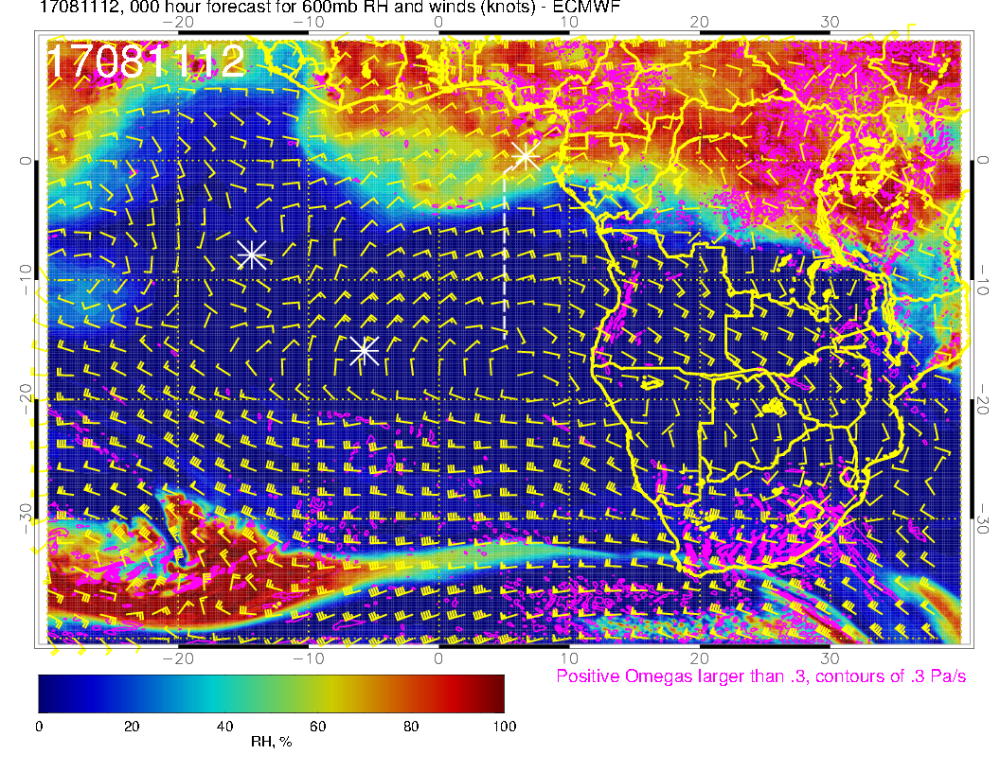 17081112, 000 hour forecast for 600mb RH and winds (knots) - ECMWF
−20 −10 0 10 20 30
17081112
0 0
−10 −10
−20 −20
−30 −30
−20 −10 0 10 20 30
Positive Omegas larger than .3, contours of .3 Pa/s
0 20 40 60 80 100
RH, %